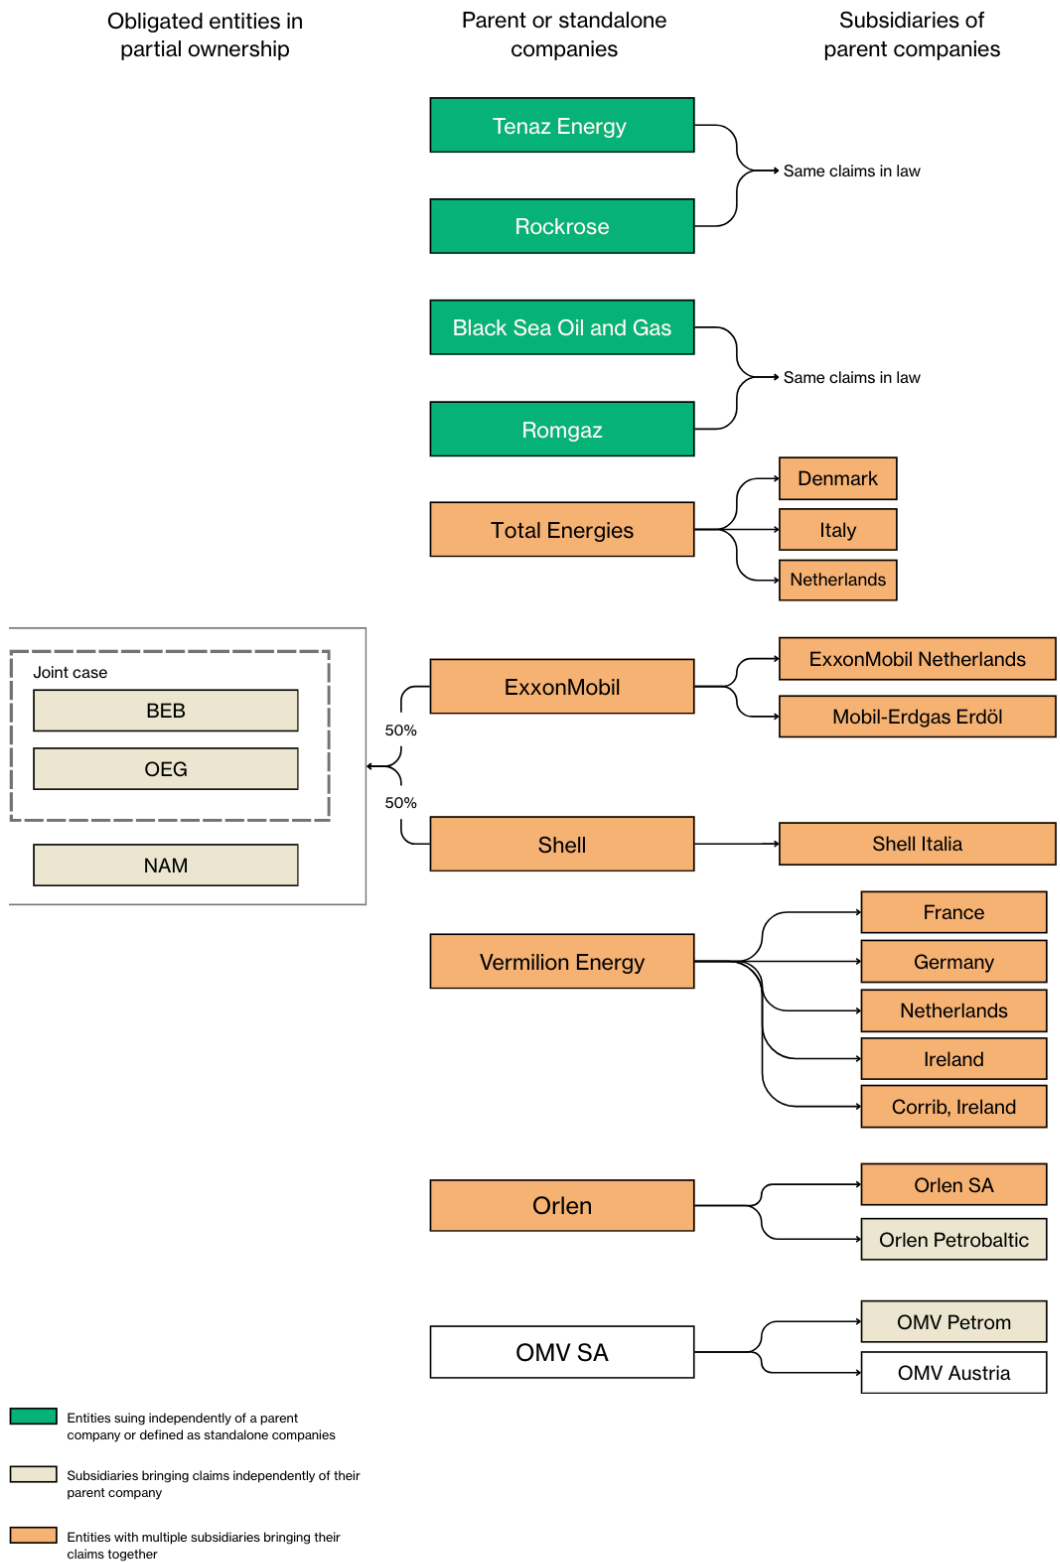 Obligated entities in
partial ownership
Parent or standalone
companies
Subsidiaries of
parent companies
Tenaz Energy
Same claims in law
Rockrose
Black Sea Oil and Gas
Same claims in law
Romgaz
Denmark
Total Energies
Italy
Netherlands
Joint case
BEB
OEG
NAM
50%
50%
ExxonMobil
ExxonMobil Netherlands
Mobil-Erdgas Erdöl
Shell
Shell Italia
Vermilion Energy
France
Germany
Netherlands
Ireland
Corrib, Ireland
Orlen
Orlen SA
Orlen Petrobaltic
OMV SA
OMV Petrom
OMV Austria
Entities suing independently of a parent
company or defined as standalone companies
Subsidiaries bringing claims independently of their
parent company
Entities with multiple subsidiaries bringing their
claims together